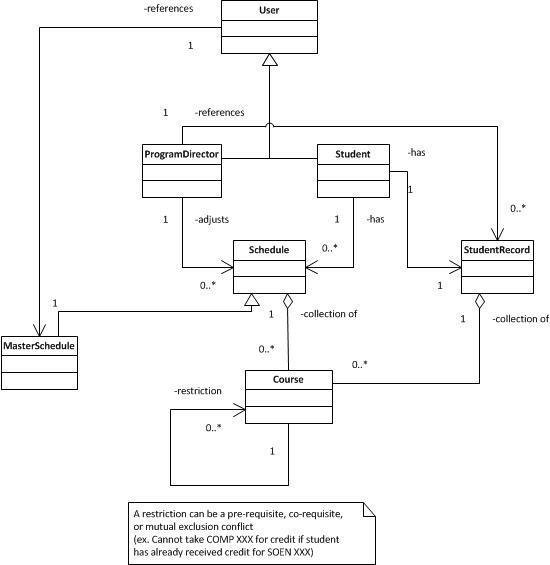 -references
User
1
1
-references
ProgramDirector
Student
-has
1
0..*
1
-adjusts
1
-has
Schedule
0..*
StudentRecord
0..*
1
1
1
-collection of
1
-collection of
MasterSchedule
0..*
0..*
Course
-restriction
0..*
1
A restriction can be a pre-requisite, co-requisite,
or mutual exclusion conflict
(ex. Cannot take COMP XXX for credit if student
has already received credit for SOEN XXX)